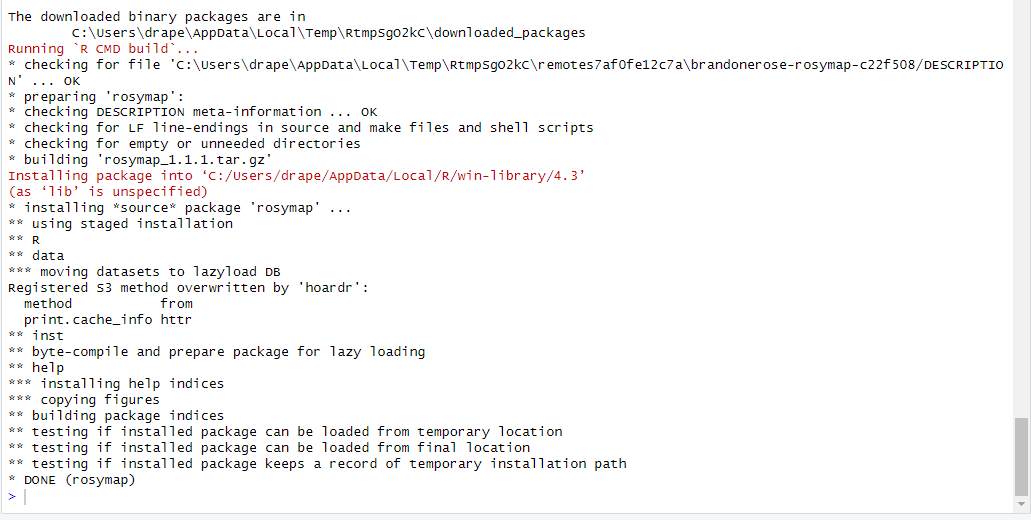 The downloaded binary packages are in
        C:\Users\drape\AppData\Local\Temp\RtmpSgO2kC\downloaded_packages
Running `R CMD build`...
* checking for file 'C:\Users\drape\AppData\Local\Temp\RtmpSgO2kC\remotes7af0fe12c7a\brandonerose-rosymap-c22f508/DESCRIPTIO
N' ... OK
* preparing 'rosymap':
* checking DESCRIPTION meta-information ... OK
* checking for LF line-endings in source and make files and shell scripts
* checking for empty or unneeded directories
* building 'rosymap_1.1.1.tar.gz'
Installing package into ‘C:/Users/drape/AppData/Local/R/win-library/4.3’
(as ‘lib’ is unspecified)
* installing *source* package 'rosymap' ...
** using staged installation
** R
** data
*** moving datasets to lazyload DB
Registered S3 method overwritten by 'hoardr':
  method           from
  print.cache_info httr
** inst
** byte-compile and prepare package for lazy loading
** help
*** installing help indices
*** copying figures
** building package indices
** testing if installed package can be loaded from temporary location
** testing if installed package can be loaded from final location
** testing if installed package keeps a record of temporary installation path
* DONE (rosymap)
>